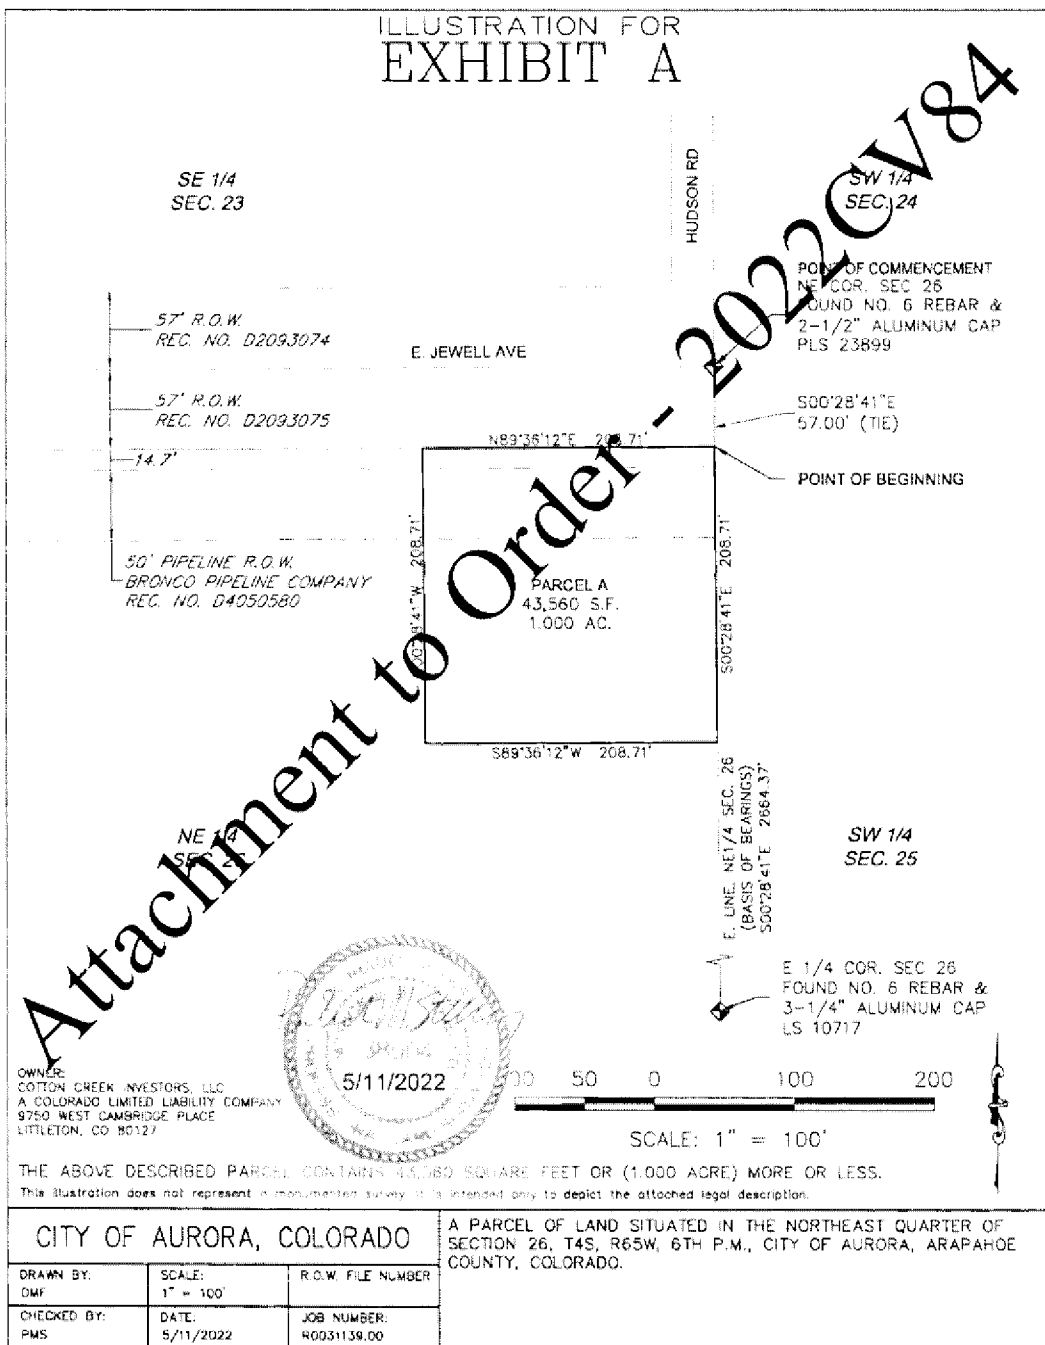 ILLUSTRATION FOR
EXHIBIT A
SE 1/4
SEC. 23
HUDSON RD
SW 1/4
SEC. 24
POINT OF COMMENCEMENT
NE COR. SEC 26
FOUND NO. 6 REBAR &
2-1/2" ALUMINUM CAP
PLS 23899
57' R.O.W.
REC. NO. D2093074
E. JEWELL AVE
57' R.O.W.
REC. NO. D2093075
S00°28'41"E
57.00' (TIE)
N89°36'12"E 208.71'
14.7'
POINT OF BEGINNING
50' PIPELINE R.O.W.
BRONCO PIPELINE COMPANY
REC. NO. D4050580
N00°28'41"W 208.71'
PARCEL A
43,560 S.F.
1.000 AC.
S00°28'41"E 208.71'
S89°36'12"W 208.71'
E. LINE, NE1/4 SEC. 26
(BASIS OF BEARINGS)
S00°28'41"E 2664.37'
NE 1/4
SEC. 26
SW 1/4
SEC. 25
E 1/4 COR. SEC 26
FOUND NO. 6 REBAR &
3-1/4" ALUMINUM CAP
LS 10717
Attachment to Order - 2022CV84
5/11/2022
OWNER:
COTTON CREEK INVESTORS, LLC
A COLORADO LIMITED LIABILITY COMPANY
9750 WEST CAMBRIDGE PLACE
LITTLETON, CO 80127
100 50 0 100 200
SCALE: 1" = 100'
THE ABOVE DESCRIBED PARCEL CONTAINS 43,560 SQUARE FEET OR (1.000 ACRE) MORE OR LESS.
This illustration does not represent a monumented survey. It is intended only to depict the attached legal description.
CITY OF AURORA, COLORADO
A PARCEL OF LAND SITUATED IN THE NORTHEAST QUARTER OF
SECTION 26, T4S, R65W, 6TH P.M., CITY OF AURORA, ARAPAHOE
COUNTY, COLORADO.
DRAWN BY:
DMF
SCALE:
1" = 100'
R.O.W. FILE NUMBER
CHECKED BY:
PMS
DATE:
5/11/2022
JOB NUMBER:
R0031139.00